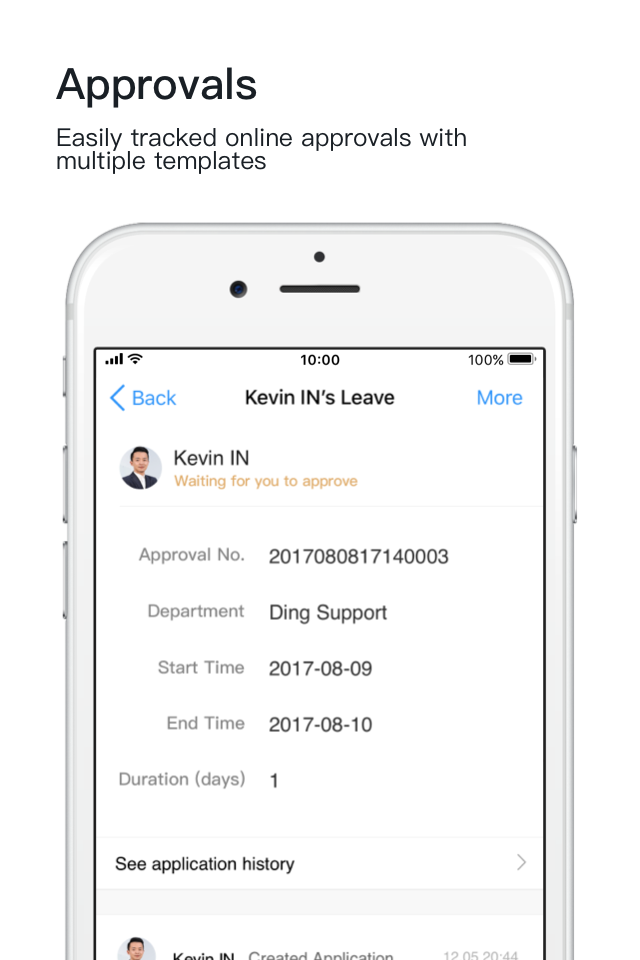 Approvals
Easily tracked online approvals with
multiple templates
10:00 100%
Back Kevin IN's Leave More
Kevin IN
Waiting for you to approve
Approval No. 2017080817140003
Department Ding Support
Start Time 2017-08-09
End Time 2017-08-10
Duration (days) 1
See application history
Kevin IN Created Application 12.05 20:44